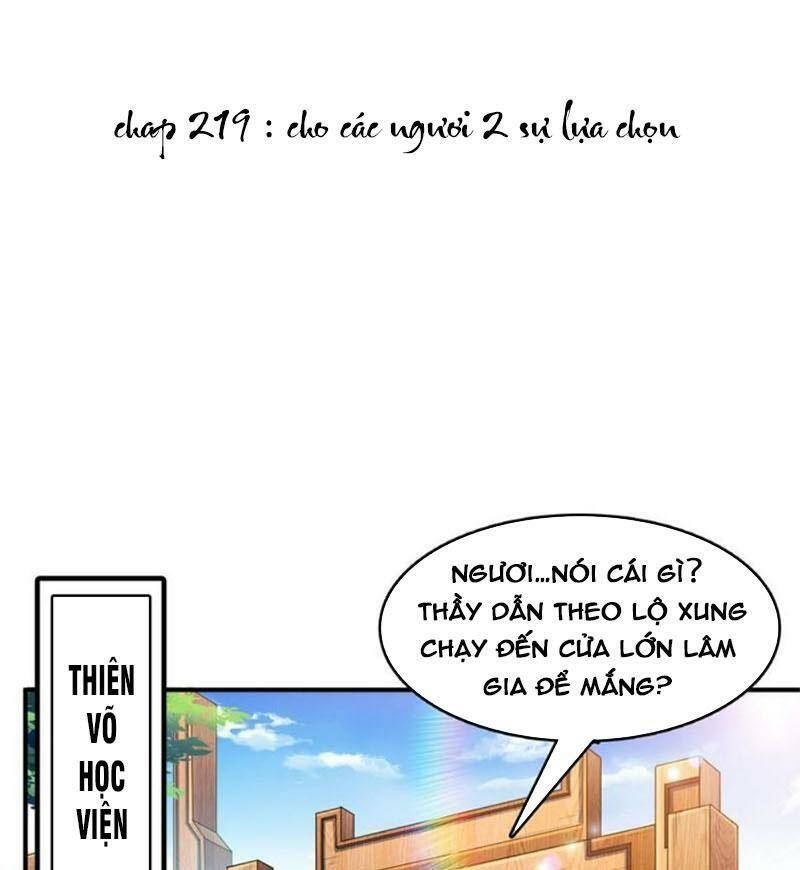 chap 219 : cho các ngươi 2 sự lựa chọn
NGƯƠI...NÓI CÁI GÌ?
THẦY DẪN THEO LỘ XUNG
CHẠY ĐẾN CỬA LỚN LÂM
GIA ĐỂ MẮNG?
THIÊN
VÕ
HỌC
VIỆN